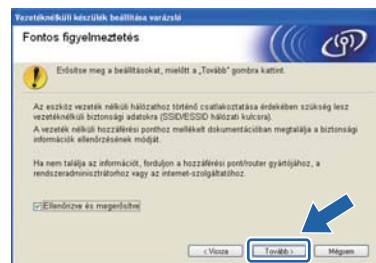 Vezetéknélküli készülék beállítása varázsló
Fontos figyelmeztetés
Erősítse meg a beállításokat, mielőtt a „Tovább" gombra kattint.
Az eszköz vezeték nélküli hálózathoz történő csatlakoztatása érdekében szükség lesz
vezetéknélküli biztonsági adatokra (SSID/ESSID hálózati kulcsra).
A vezeték nélküli hozzáférési ponthoz mellékelt dokumentációban megtalálja a biztonsági
információk ellenőrzésének módját.
Ha nem találja az információt, forduljon a hozzáférési pont/router gyártójához, a
rendszeradminisztrátorhoz vagy az internet-szolgáltatóhoz.
Ellenőrizve és megerősítve
< Vissza
Tovább >
Mégsem